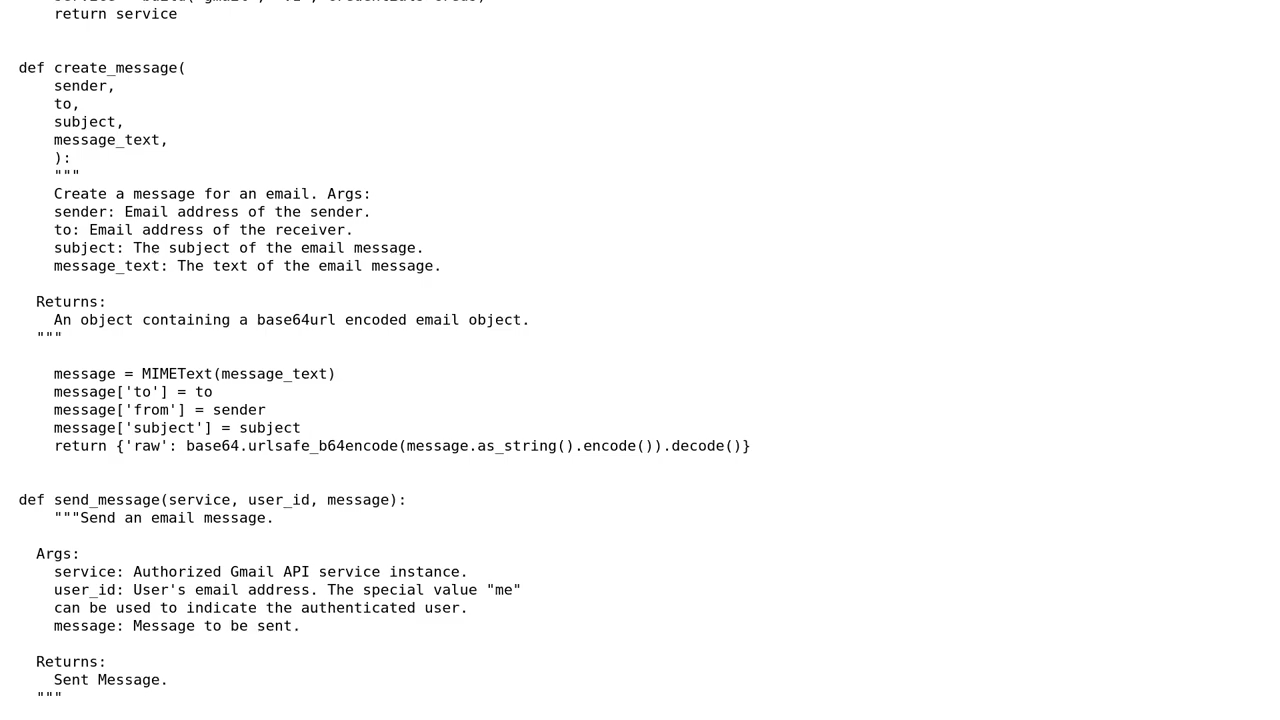 return service
def create_message(
sender,
to,
subject,
message_text,
):
"""
Create a message for an email. Args:
sender: Email address of the sender.
to: Email address of the receiver.
subject: The subject of the email message.
message_text: The text of the email message.
Returns:
An object containing a base64url encoded email object.
"""
message = MIMEText(message_text)
message['to'] = to
message['from'] = sender
message['subject'] = subject
return {'raw': base64.urlsafe_b64encode(message.as_string().encode()).decode()}
def send_message(service, user_id, message):
"""Send an email message.
Args:
service: Authorized Gmail API service instance.
user_id: User's email address. The special value "me"
can be used to indicate the authenticated user.
message: Message to be sent.
Returns:
Sent Message.
"""